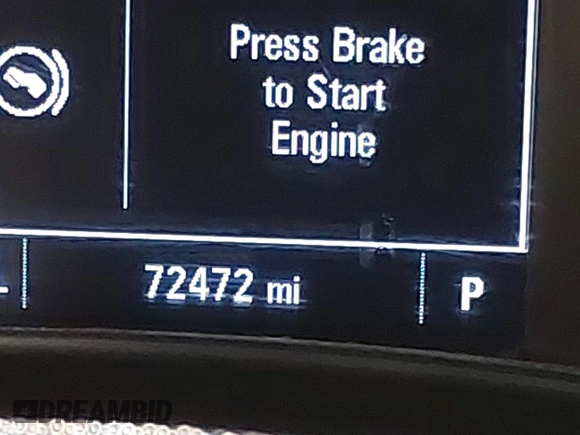 Press Brake
to Start
Engine
72472 mi
P
DREAMBID